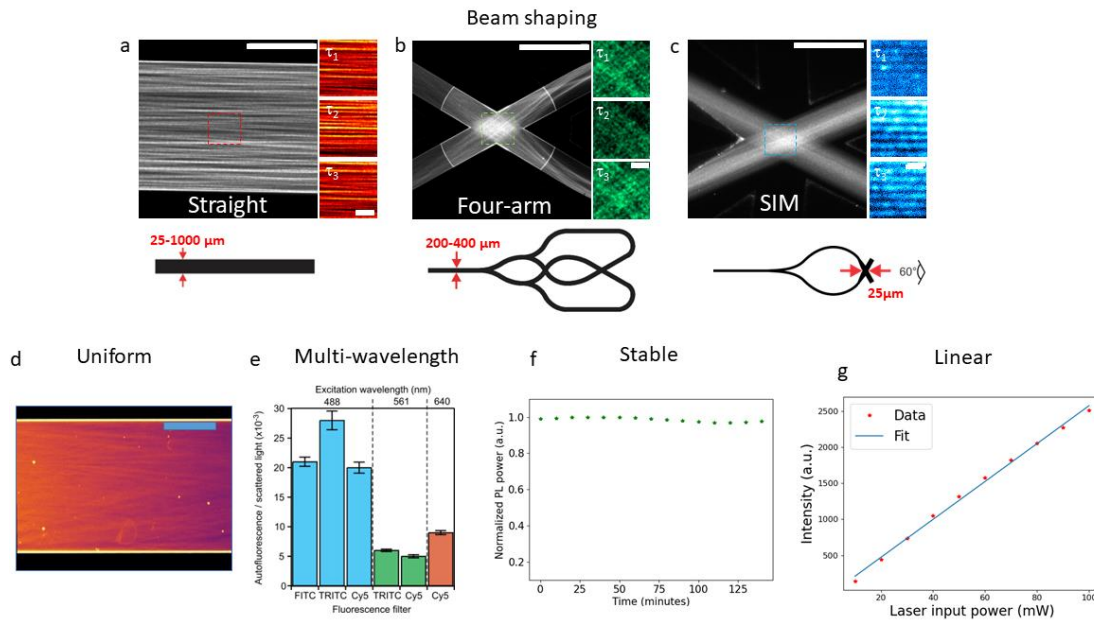 Beam shaping
a
b
c
τ1
τ2
τ3
Straight
τ1
τ2
τ3
Four-arm
τ1
τ2
τ3
SIM
25-1000 μm
200-400 μm
60°
25μm
d
Uniform
e
Multi-wavelength
f
Stable
g
Linear
Excitation wavelength (nm)
488
561
640
Autofluorescence / scattered light (x10⁻³)
30
25
20
15
10
5
0
FITC
TRITC
Cy5
TRITC
Cy5
Cy5
Fluorescence filter
Normalized PL power (a.u.)
1.0
0.8
0.6
0.4
0.2
0
25
50
75
100
125
Time (minutes)
Data
Fit
Intensity (a.u.)
2500
2000
1500
1000
500
20
40
60
80
100
Laser input power (mW)